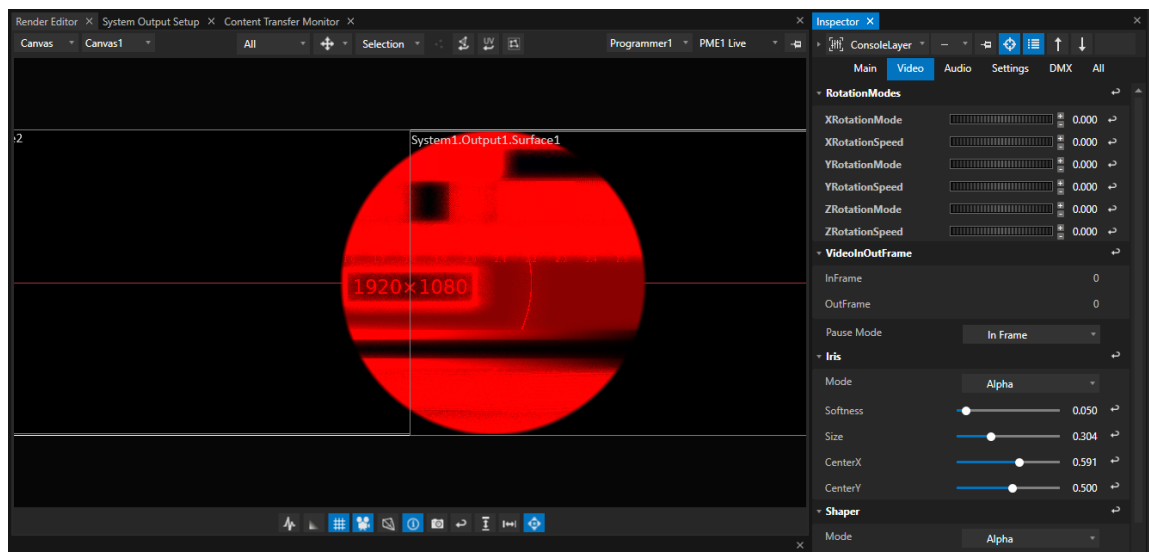 Render Editor × System Output Setup × Content Transfer Monitor ×
Canvas Canvas1 All Selection UV Programmer1 PME1 Live
System1.Output1.Surface1
1920×1080
Inspector ×
ConsoleLayer –
Main Video Audio Settings DMX All
RotationModes
XRotationMode 0.000
XRotationSpeed 0.000
YRotationMode 0.000
YRotationSpeed 0.000
ZRotationMode 0.000
ZRotationSpeed 0.000
VideoInOutFrame
InFrame 0
OutFrame 0
Pause Mode In Frame
Iris
Mode Alpha
Softness 0.050
Size 0.304
CenterX 0.591
CenterY 0.500
Shaper
Mode Alpha